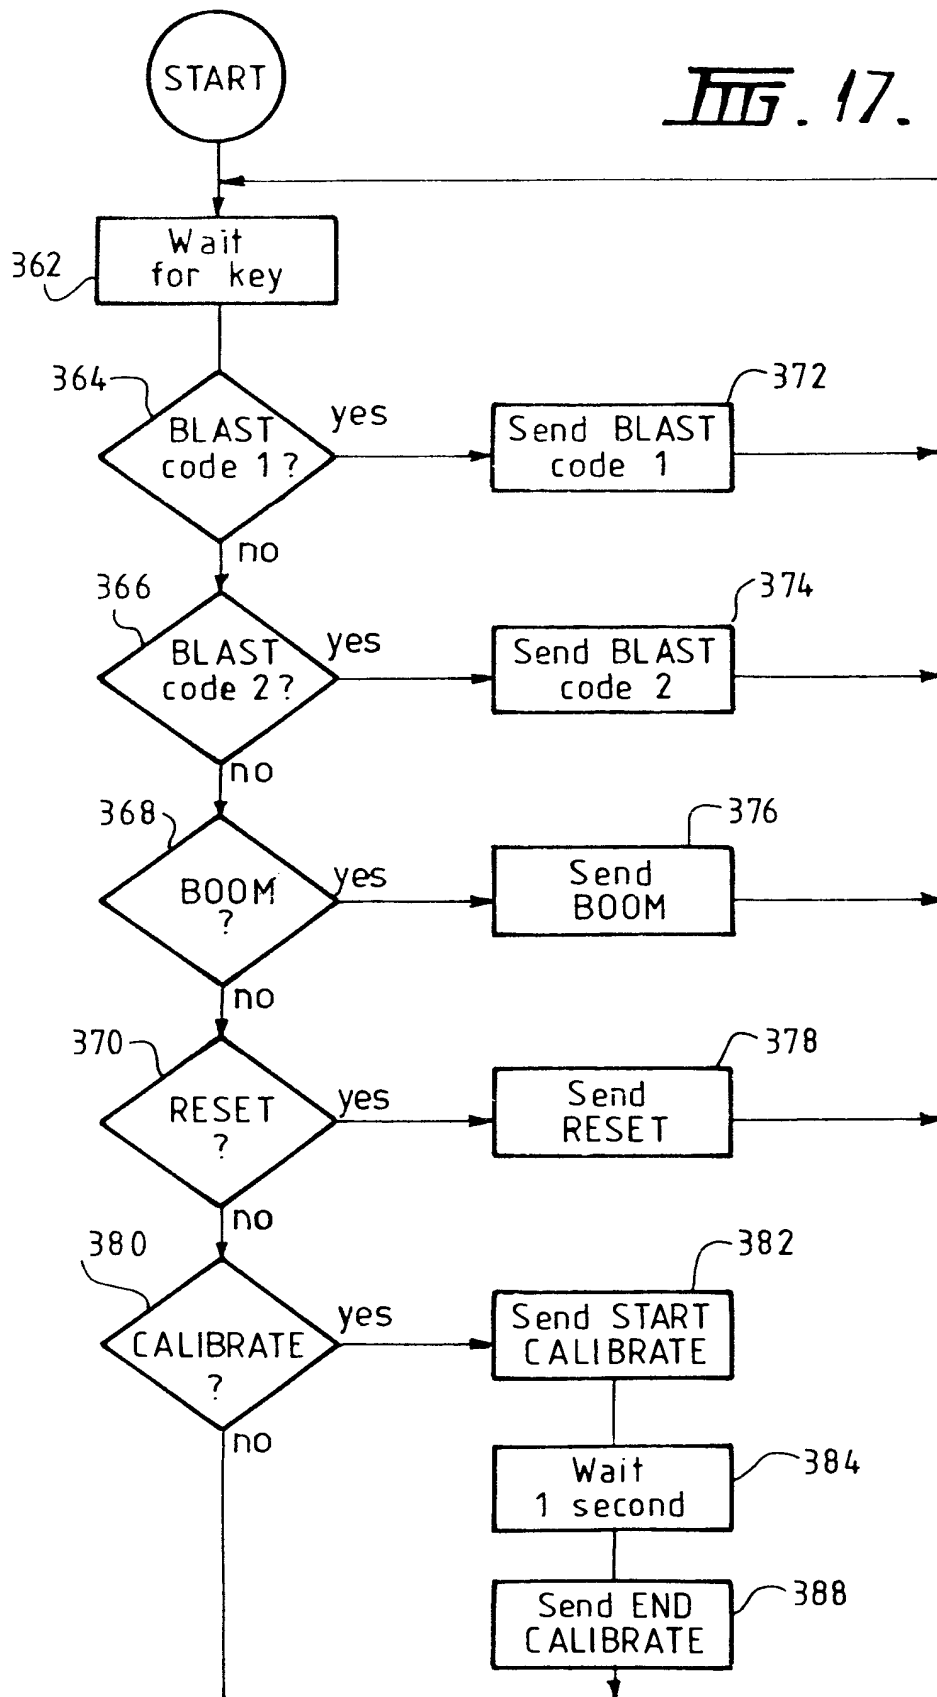 START
FIG. 17.
Wait
for key
362
364
BLAST
code 1 ?
yes
Send BLAST
code 1
372
no
366
BLAST
code 2 ?
yes
Send BLAST
code 2
374
no
368
BOOM
?
yes
Send
BOOM
376
no
370
RESET
?
yes
Send
RESET
378
no
380
CALIBRATE
?
yes
Send START
CALIBRATE
382
no
Wait
1 second
384
Send END
CALIBRATE
388